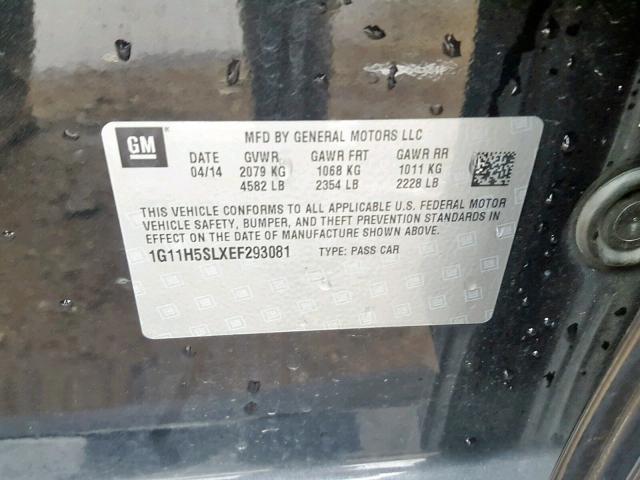 GM
MFD BY GENERAL MOTORS LLC
DATE GVWR GAWR FRT GAWR RR
04/14 2079 KG 1068 KG 1011 KG
4582 LB 2354 LB 2228 LB
THIS VEHICLE CONFORMS TO ALL APPLICABLE U.S. FEDERAL MOTOR
VEHICLE SAFETY, BUMPER, AND THEFT PREVENTION STANDARDS IN
EFFECT ON THE DATE OF MANUFACTURE SHOWN ABOVE.
1G11H5SLXEF293081 TYPE: PASS CAR